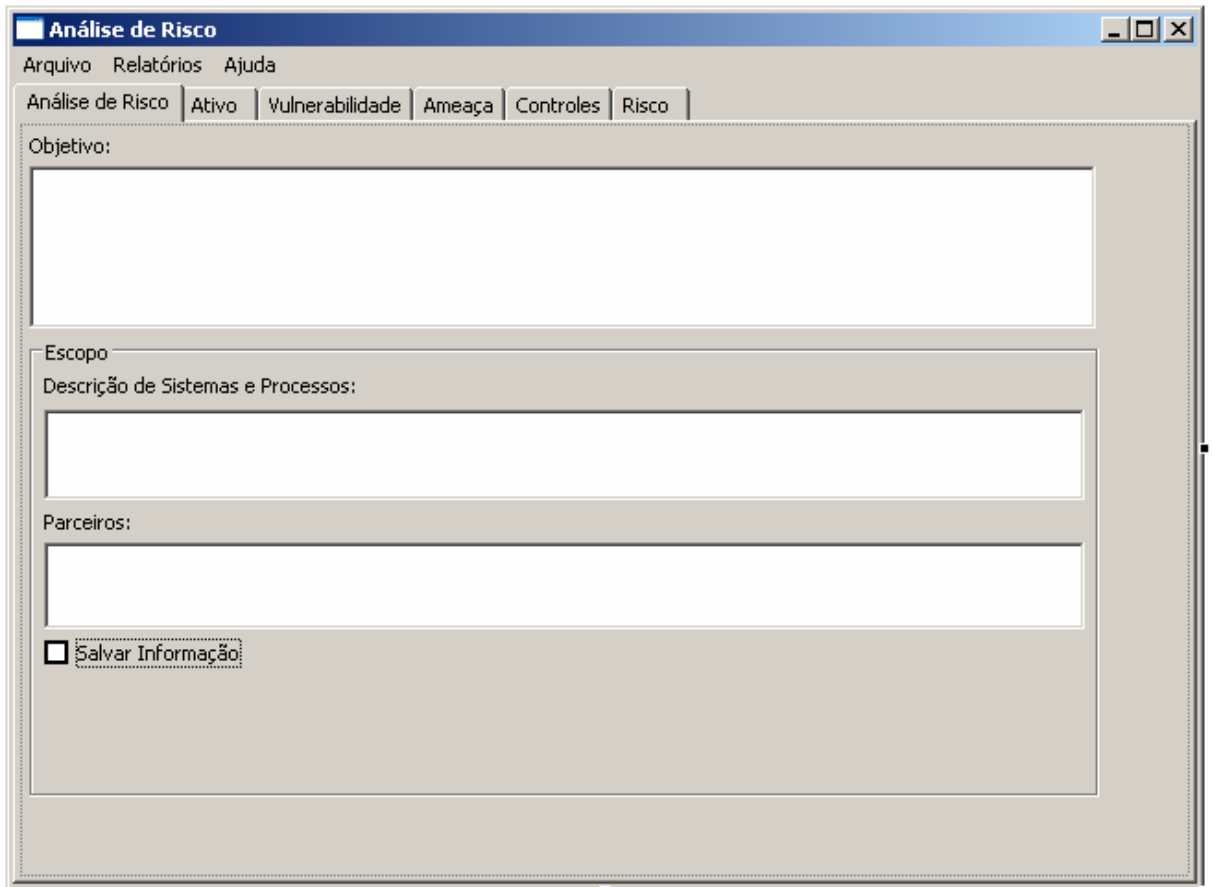 Análise de Risco
Arquivo Relatórios Ajuda
Análise de Risco Ativo Vulnerabilidade Ameaça Controles Risco
Objetivo:
Escopo
Descrição de Sistemas e Processos:
Parceiros:
Salvar Informação